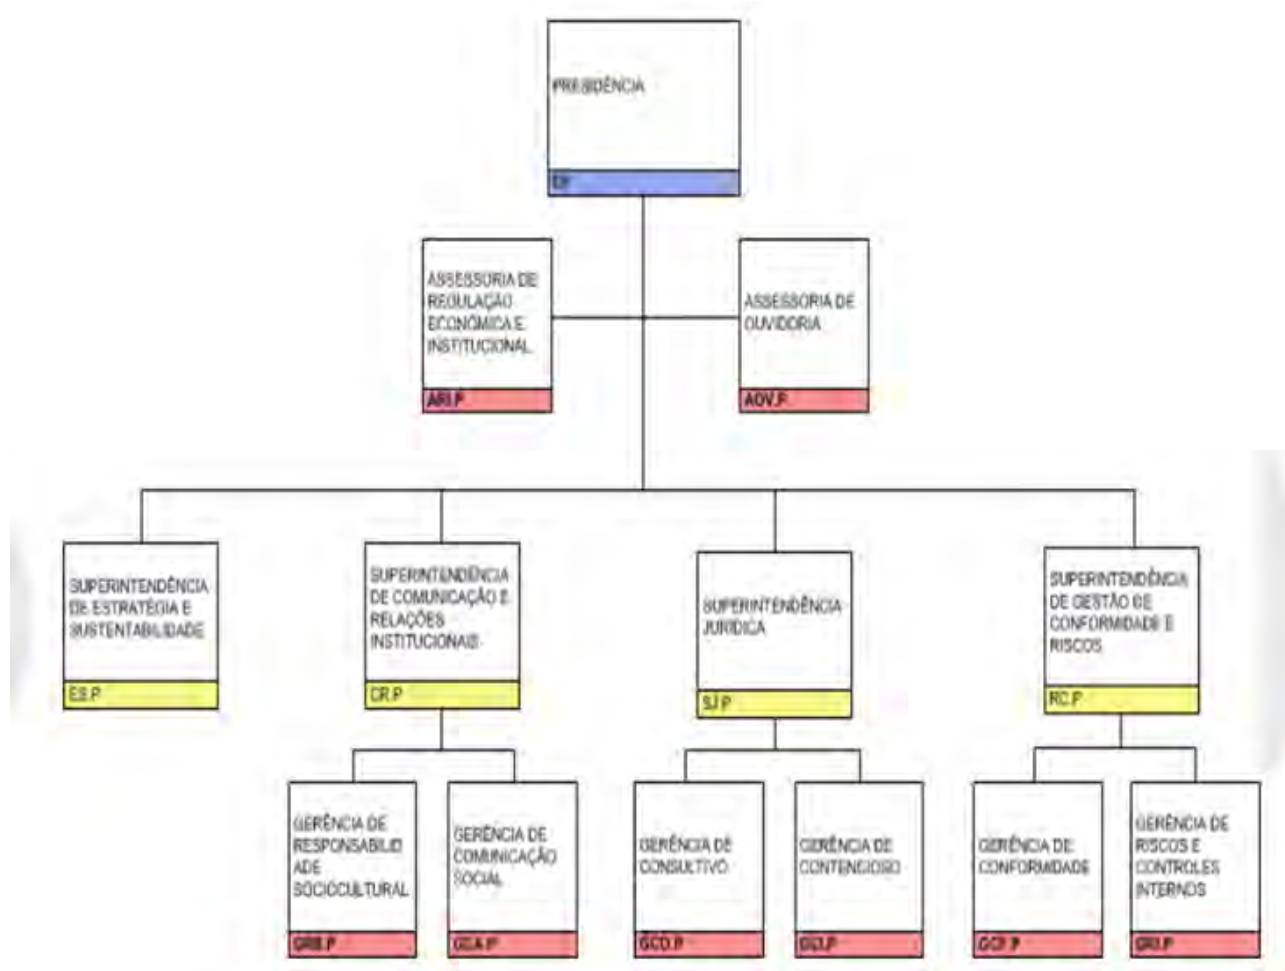 PRESIDÊNCIA
ASSESSORIA DE
REGULAÇÃO
ECONÔMICA E
INSTITUCIONAL
ARI.P
ASSESSORIA DE
OUVIDORIA
AOV.P
SUPERINTENDÊNCIA
DE ESTRATÉGIA E
SUSTENTABILIDADE
ES.P
SUPERINTENDÊNCIA
DE COMUNICAÇÃO E
RELAÇÕES
INSTITUCIONAIS
CR.P
SUPERINTENDÊNCIA
JURÍDICA
SJ.P
SUPERINTENDÊNCIA
DE GESTÃO DE
CONFORMIDADE E
RISCOS
RC.P
GERÊNCIA DE
RESPONSABILID
ADE
SOCIOCULTURAL
GERÊNCIA DE
COMUNICAÇÃO
SOCIAL
GERÊNCIA DE
CONSULTIVO
GCO.P
GERÊNCIA DE
CONTENCIOSO
GERÊNCIA DE
CONFORMIDADE
GCF.P
GERÊNCIA DE
RISCOS E
CONTROLES
INTERNOS
GRI.P